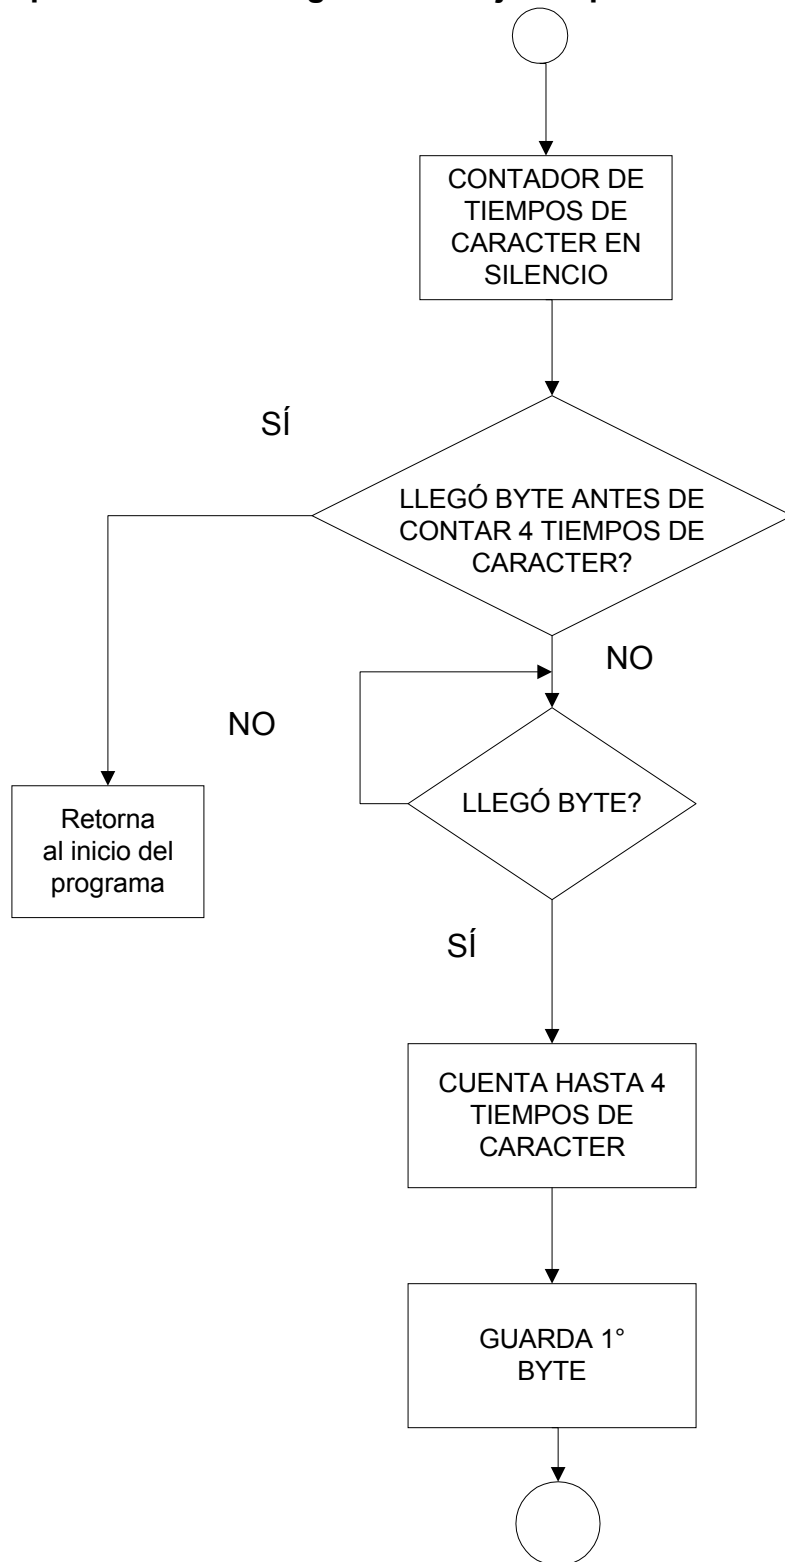 CONTADOR DE
TIEMPOS DE
CARACTER EN
SILENCIO
SÍ
LLEGÓ BYTE ANTES DE
CONTAR 4 TIEMPOS DE
CARACTER?
NO
NO
LLEGÓ BYTE?
Retorna
al inicio del
programa
SÍ
CUENTA HASTA 4
TIEMPOS DE
CARACTER
GUARDA 1°
BYTE